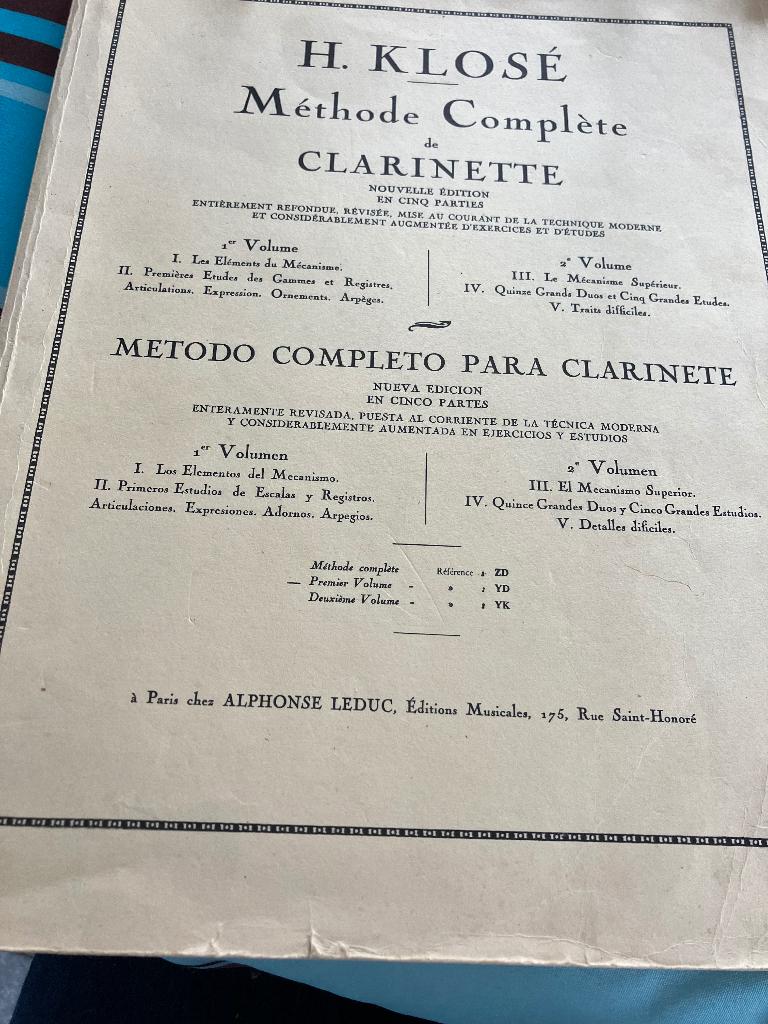 H. KLOSÉ
Méthode Complète
de
CLARINETTE
NOUVELLE ÉDITION
EN CINQ PARTIES
ENTIÈREMENT REFONDUE, RÉVISÉE, MISE AU COURANT DE LA TECHNIQUE MODERNE
ET CONSIDÉRABLEMENT AUGMENTÉE D'EXERCICES ET D'ÉTUDES
1er Volume
I. Les Eléments du Mécanisme.
II. Premières Etudes des Gammes et Registres.
Articulations. Expression. Ornements. Arpèges.
2e Volume
III. Le Mécanisme Supérieur.
IV. Quinze Grands Duos et Cinq Grandes Etudes.
V. Traits difficiles.
METODO COMPLETO PARA CLARINETE
NUEVA EDICION
EN CINCO PARTES
ENTERAMENTE REVISADA, PUESTA AL CORRIENTE DE LA TÉCNICA MODERNA
Y CONSIDERABLEMENTE AUMENTADA EN EJERCICIOS Y ESTUDIOS
1er Volumen
I. Los Elementos del Mecanismo.
II. Primeros Estudios de Escalas y Registros.
Articulaciones. Expresiones. Adornos. Arpegios.
2e Volumen
III. El Mecanismo Superior.
IV. Quince Grandes Duos y Cinco Grandes Estudios.
V. Detalles dificiles.
Méthode complète Référence : ZD
— Premier Volume - » : YD
Deuxième Volume - » : YK
à Paris chez ALPHONSE LEDUC, Éditions Musicales, 175, Rue Saint-Honoré